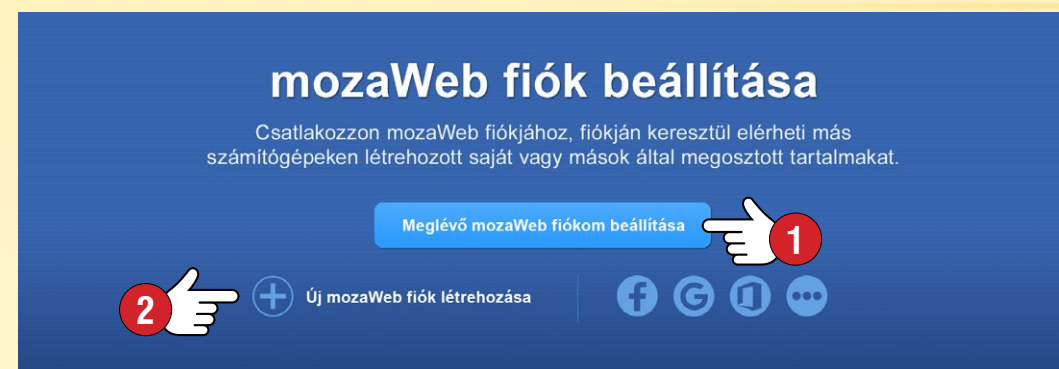 mozaWeb fiók beállítása
Csatlakozzon mozaWeb fiókjához, fiókján keresztül elérheti más
számítógépeken létrehozott saját vagy mások által megosztott tartalmakat.
Meglévő mozaWeb fiókom beállítása
1
2
Új mozaWeb fiók létrehozása